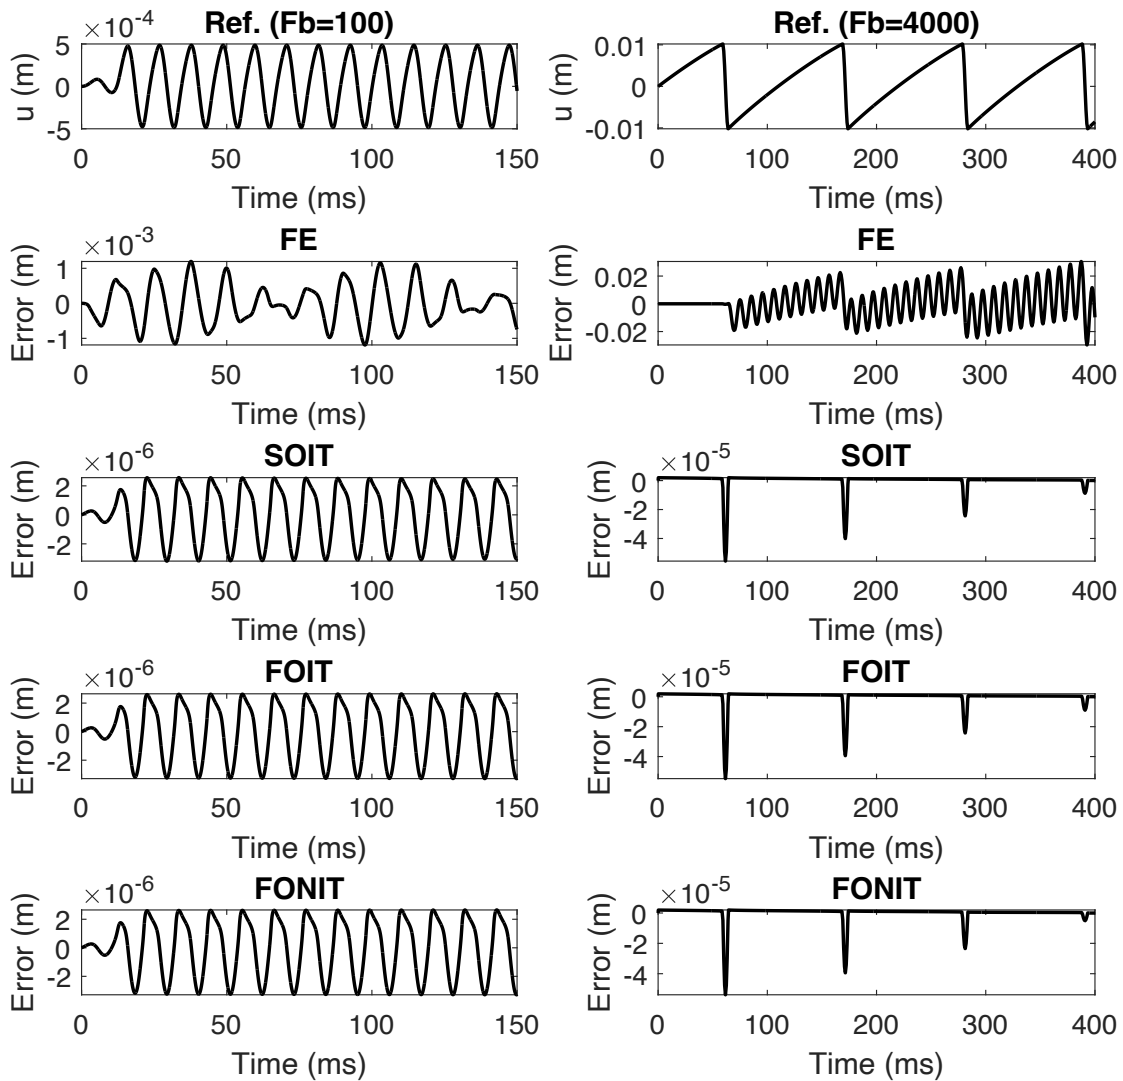 ×10-4
Ref. (Fb=100)
u (m)
5
0
-5
0 50 100 150
Time (ms)
Ref. (Fb=4000)
u (m)
0.01
0
-0.01
0 100 200 300 400
Time (ms)
×10-3
FE
Error (m)
1
0
-1
0 50 100 150
Time (ms)
FE
Error (m)
0.02
0
-0.02
0 100 200 300 400
Time (ms)
×10-6
SOIT
Error (m)
2
0
-2
0 50 100 150
Time (ms)
×10-5
SOIT
Error (m)
0
-2
-4
0 100 200 300 400
Time (ms)
×10-6
FOIT
Error (m)
2
0
-2
0 50 100 150
Time (ms)
×10-5
FOIT
Error (m)
0
-2
-4
0 100 200 300 400
Time (ms)
×10-6
FONIT
Error (m)
2
0
-2
0 50 100 150
Time (ms)
×10-5
FONIT
Error (m)
0
-2
-4
0 100 200 300 400
Time (ms)